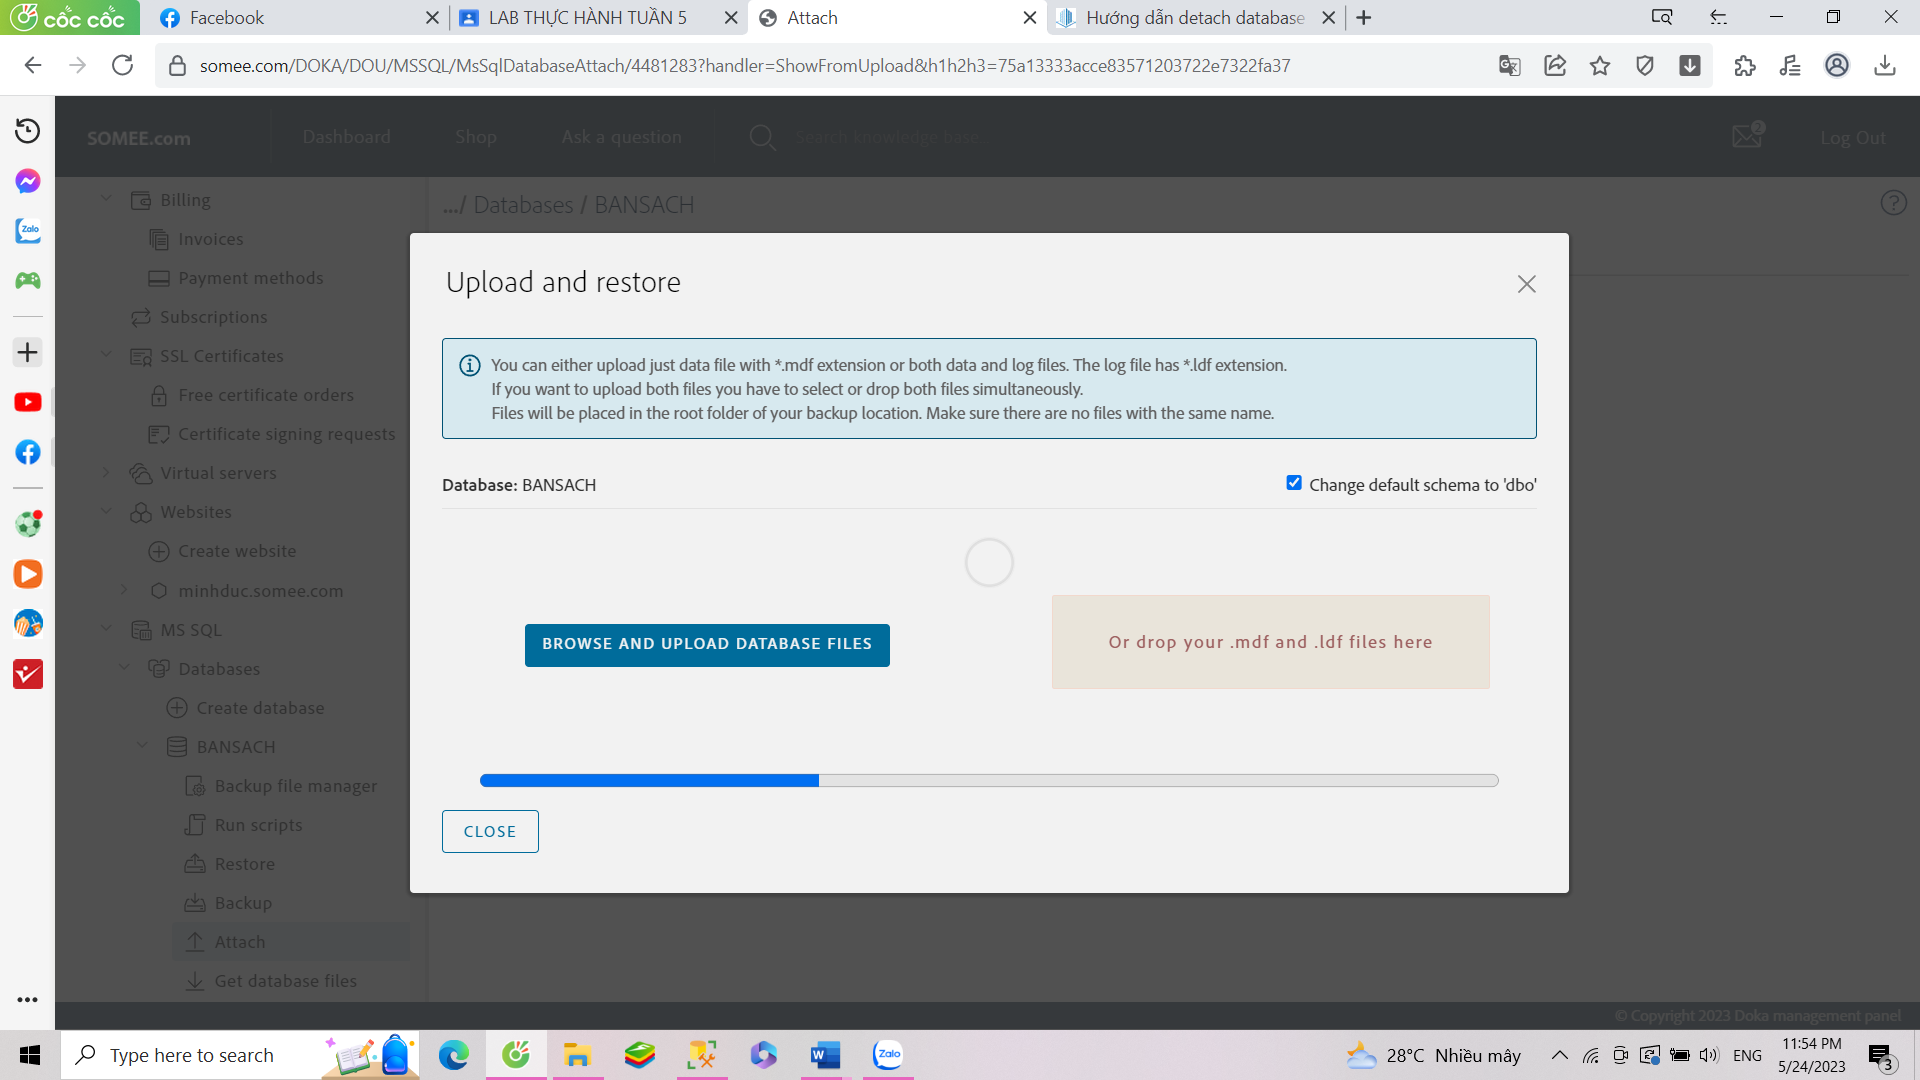 cốc cốc
Facebook
LAB THỰC HÀNH TUẦN 5
Attach
Hướng dẫn detach database
somee.com/DOKA/DOU/MSSQL/MsSqlDatabaseAttach/4481283?handler=ShowFromUpload&h1h2h3=75a13333acce83571203722e7322fa37
SOMEE.com
Dashboard
Shop
Ask a question
Search knowledge base...
2
Log Out
Billing
Invoices
Payment methods
Subscriptions
SSL Certificates
Free certificate orders
Certificate signing requests
Virtual servers
Websites
Create website
minhduc.somee.com
MS SQL
Databases
Create database
BANSACH
Backup file manager
Run scripts
Restore
Backup
Attach
Get database files
.../ Databases / BANSACH
Upload and restore
You can either upload just data file with *.mdf extension or both data and log files. The log file has *.ldf extension.
If you want to upload both files you have to select or drop both files simultaneously.
Files will be placed in the root folder of your backup location. Make sure there are no files with the same name.
Database: BANSACH
Change default schema to 'dbo'
BROWSE AND UPLOAD DATABASE FILES
Or drop your .mdf and .ldf files here
CLOSE
© Copyright 2023 Doka management panel
Zalo
Type here to search
W
Zalo
28°C Nhiều mây
ENG
11:54 PM
5/24/2023
3